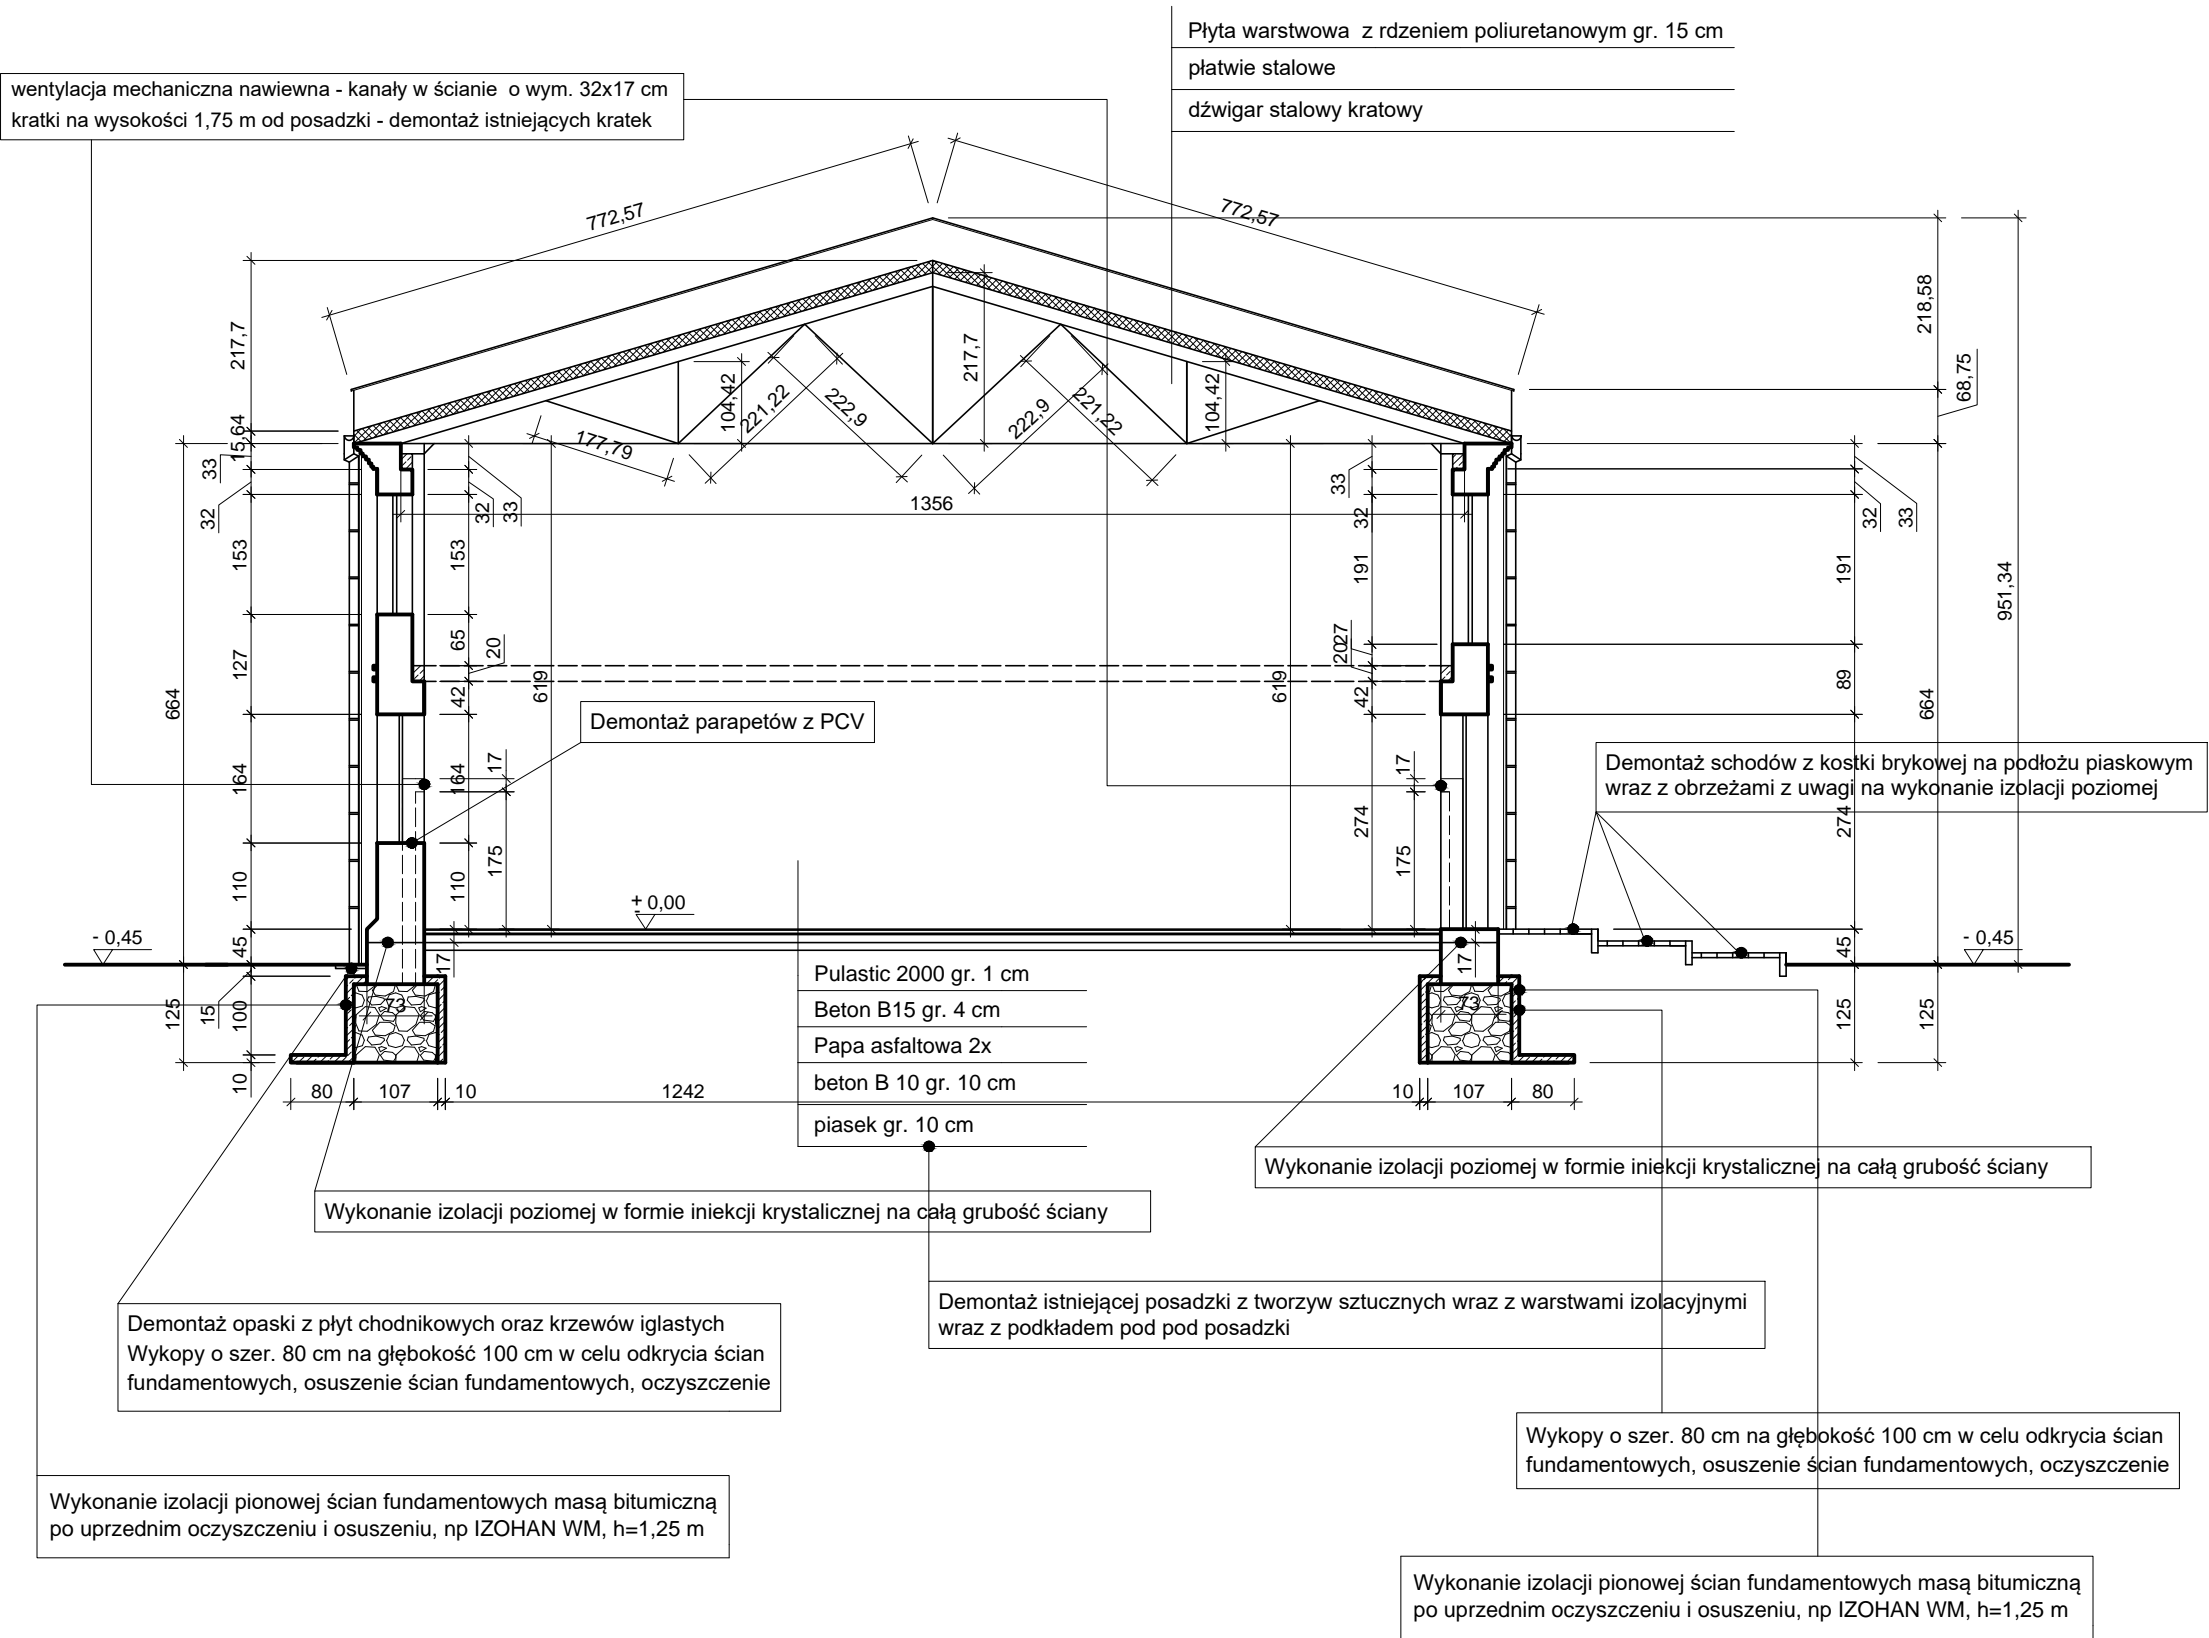 Płyta warstwowa z rdzeniem poliuretanowym gr. 15 cm
płatwie stalowe
dźwigar stalowy kratowy
wentylacja mechaniczna nawiewna - kanały w ścianie o wym. 32x17 cm
kratki na wysokości 1,75 m od posadzki - demontaż istniejących kratek
772,57
772,57
217,7
15,64
33
32
153
127
664
164
110
45
15
100
125
10
104,42
221,22
222,9
177,79
217,7
222,9
221,22
104,42
218,58
68,75
951,34
1356
32
33
153
65
20
42
619
17
164
175
110
17
33
32
191
27
20
42
619
17
274
175
17
32
33
191
89
664
274
45
125
125
Demontaż parapetów z PCV
Demontaż schodów z kostki brykowej na podłożu piaskowym
wraz z obrzeżami z uwagi na wykonanie izolacji poziomej
± 0,00
- 0,45
- 0,45
73
73
80
107
10
1242
10
107
80
Pulastic 2000 gr. 1 cm
Beton B15 gr. 4 cm
Papa asfaltowa 2x
beton B 10 gr. 10 cm
piasek gr. 10 cm
Wykonanie izolacji poziomej w formie iniekcji krystalicznej na całą grubość ściany
Wykonanie izolacji poziomej w formie iniekcji krystalicznej na całą grubość ściany
Demontaż istniejącej posadzki z tworzyw sztucznych wraz z warstwami izolacyjnymi
wraz z podkładem pod pod posadzki
Demontaż opaski z płyt chodnikowych oraz krzewów iglastych
Wykopy o szer. 80 cm na głębokość 100 cm w celu odkrycia ścian
fundamentowych, osuszenie ścian fundamentowych, oczyszczenie
Wykopy o szer. 80 cm na głębokość 100 cm w celu odkrycia ścian
fundamentowych, osuszenie ścian fundamentowych, oczyszczenie
Wykonanie izolacji pionowej ścian fundamentowych masą bitumiczną
po uprzednim oczyszczeniu i osuszeniu, np IZOHAN WM, h=1,25 m
Wykonanie izolacji pionowej ścian fundamentowych masą bitumiczną
po uprzednim oczyszczeniu i osuszeniu, np IZOHAN WM, h=1,25 m